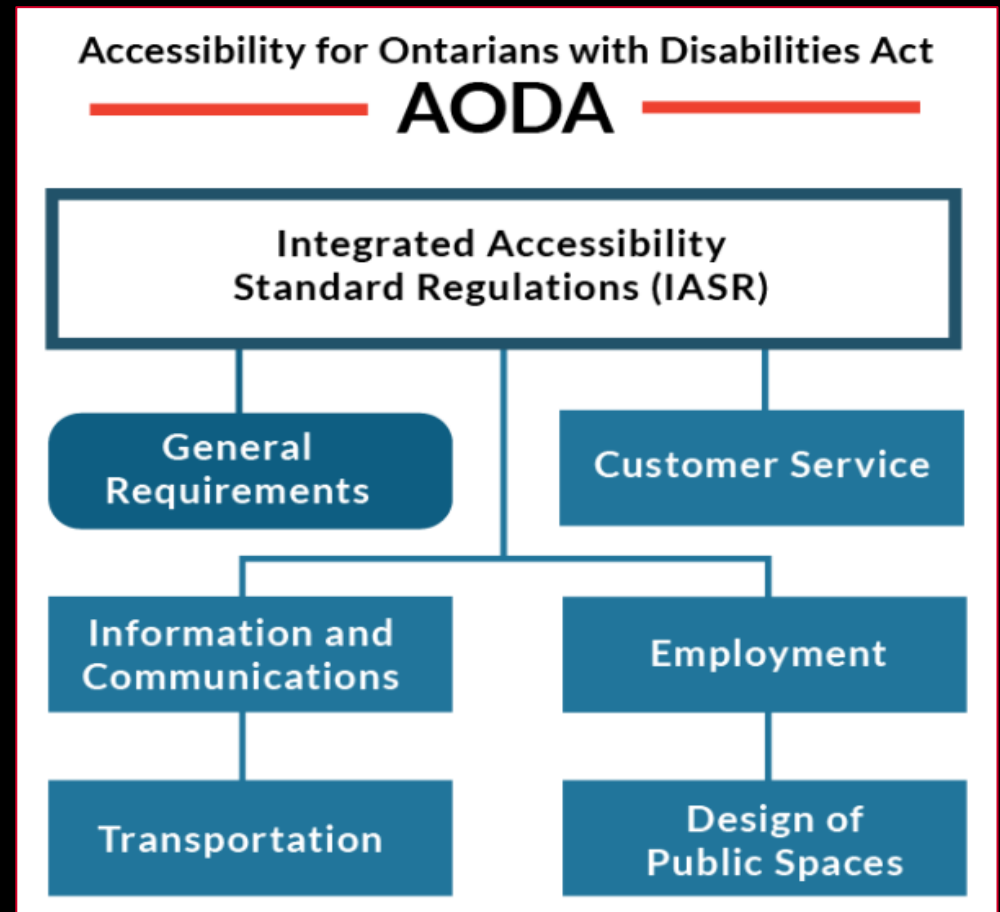 Accessibility for Ontarians with Disabilities Act
AODA
Integrated Accessibility
Standard Regulations (IASR)
General
Requirements
Customer Service
Information and
Communications
Employment
Transportation
Design of
Public Spaces